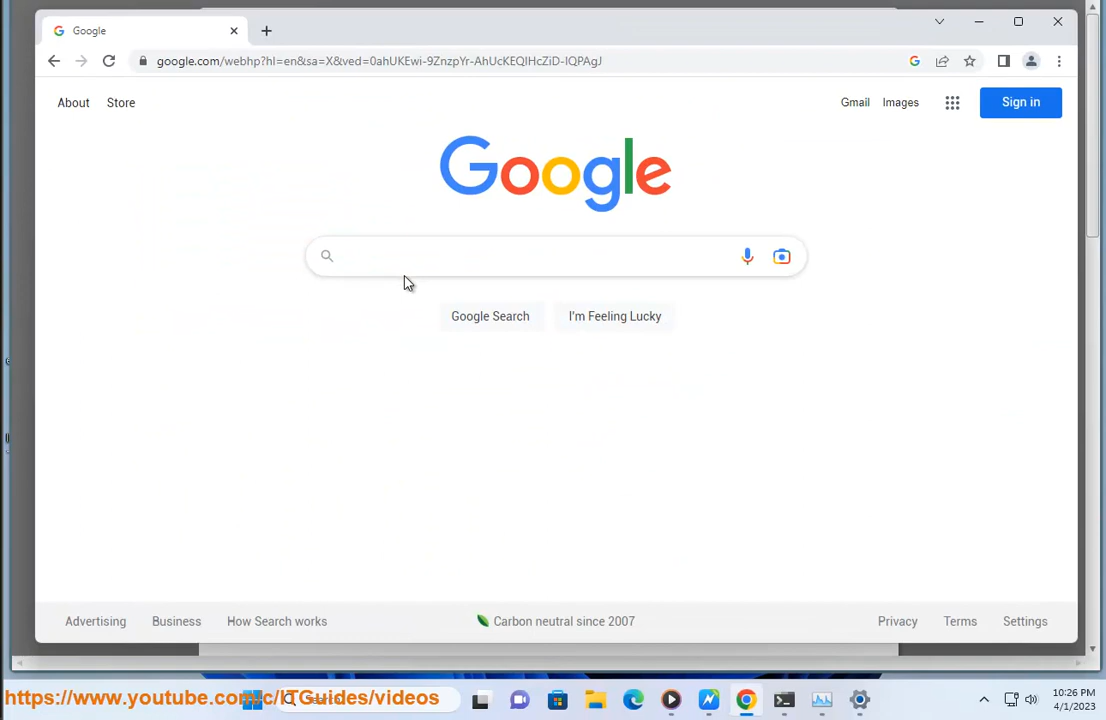 Google
google.com/webhp?hl=en&sa=X&ved=0ahUKEwi-9ZnzpYr-AhUcKEQIHcZiD-IQPAgJ
About Store Gmail Images Sign in
Google
Google Search I'm Feeling Lucky
Advertising Business How Search works Carbon neutral since 2007 Privacy Terms Settings
https://www.youtube.com/c/ITGuides/videos
10:26 PM
4/1/2023